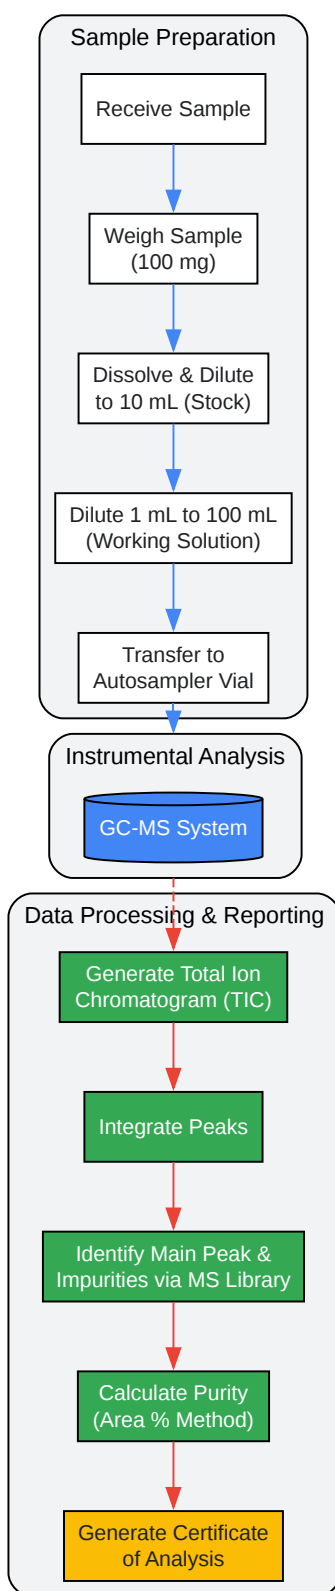 Sample Preparation
Receive Sample
Weigh Sample
(100 mg)
Dissolve & Dilute
to 10 mL (Stock)
Dilute 1 mL to 100 mL
(Working Solution)
Transfer to
Autosampler Vial
Instrumental Analysis
GC-MS System
Data Processing & Reporting
Generate Total Ion
Chromatogram (TIC)
Integrate Peaks
Identify Main Peak &
Impurities via MS Library
Calculate Purity
(Area % Method)
Generate Certificate
of Analysis